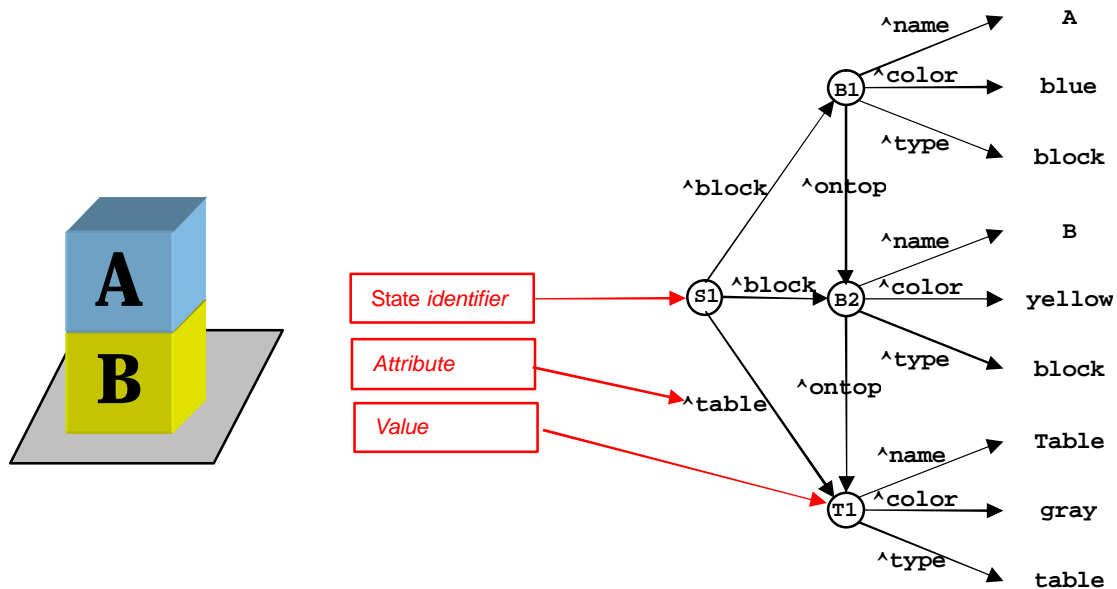 A
B
State identifier
Attribute
Value
S1
^block
^block
^table
B1
^name
A
^color
blue
^type
block
^ontop
B2
^name
B
^color
yellow
^type
block
^ontop
T1
^name
Table
^color
gray
^type
table